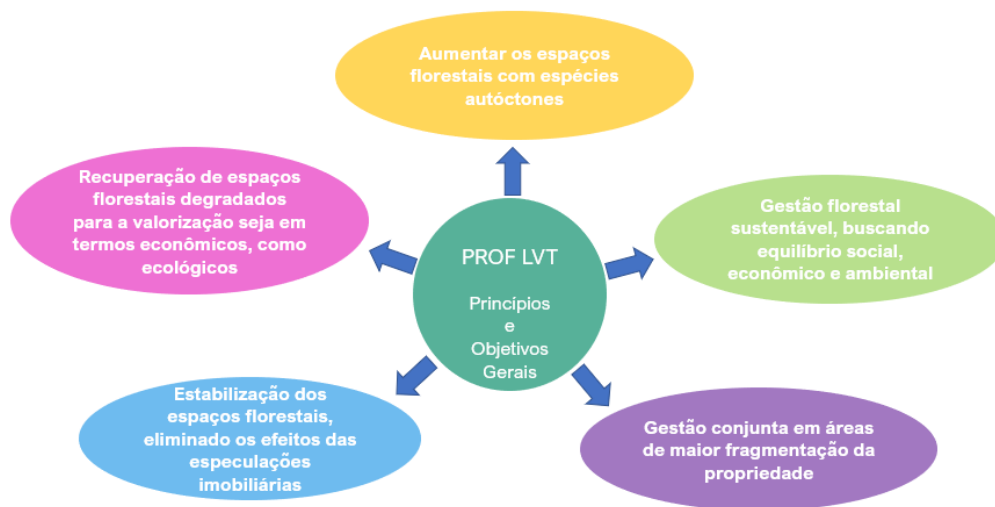 Aumentar os espaços
florestais com espécies
autóctones
Recuperação de espaços
florestais degradados
para a valorização seja em
termos econômicos, como
ecológicos
Gestão florestal
sustentável, buscando
equilíbrio social,
econômico e ambiental
PROF LVT
Princípios
e
Objetivos
Gerais
Estabilização dos
espaços florestais,
eliminado os efeitos das
especulações
imobiliárias
Gestão conjunta em áreas
de maior fragmentação da
propriedade